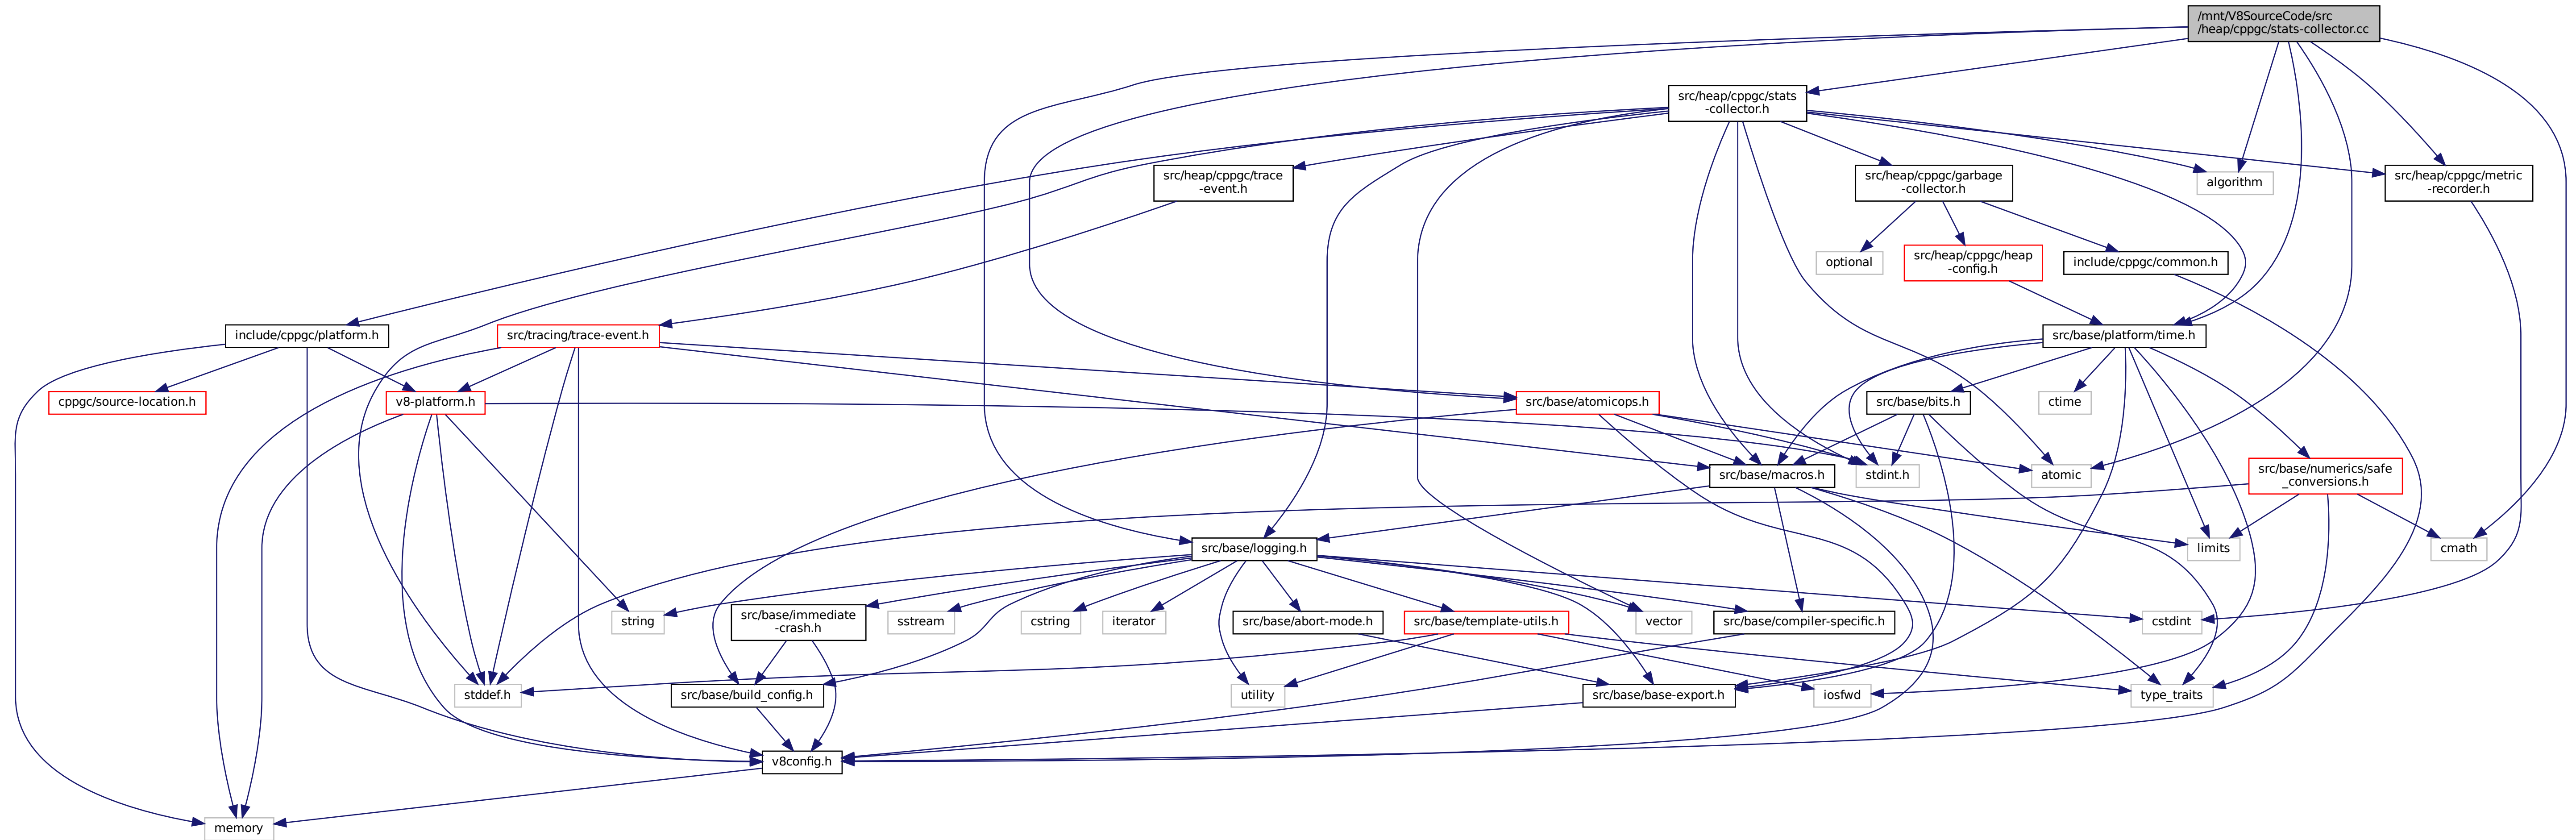 /mnt/V8SourceCode/src
/heap/cppgc/stats-collector.cc
src/heap/cppgc/stats
-collector.h
src/heap/cppgc/trace
-event.h
src/heap/cppgc/garbage
-collector.h
algorithm
src/heap/cppgc/metric
-recorder.h
optional
src/heap/cppgc/heap
-config.h
include/cppgc/common.h
include/cppgc/platform.h
src/tracing/trace-event.h
src/base/platform/time.h
cppgc/source-location.h
v8-platform.h
src/base/atomicops.h
src/base/bits.h
ctime
src/base/macros.h
stdint.h
atomic
src/base/numerics/safe
_conversions.h
src/base/logging.h
limits
cmath
string
src/base/immediate
-crash.h
sstream
cstring
iterator
src/base/abort-mode.h
src/base/template-utils.h
vector
src/base/compiler-specific.h
cstdint
stddef.h
src/base/build_config.h
utility
src/base/base-export.h
iosfwd
type_traits
v8config.h
memory